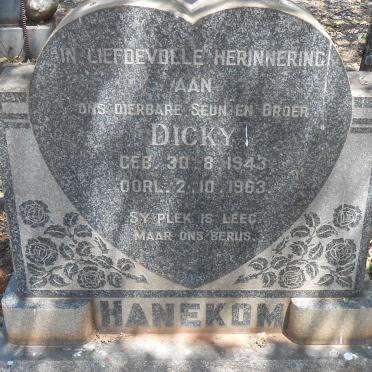 IN LIEFDEVOLLE HERINNERING
AAN
ONS DIERBARE SEUN EN BROER
DICKY
GEB. 30·8·1943
OORL. 2·10·1963.
SY PLEK IS LEEG
MAAR ONS BERUS.
HANEKOM